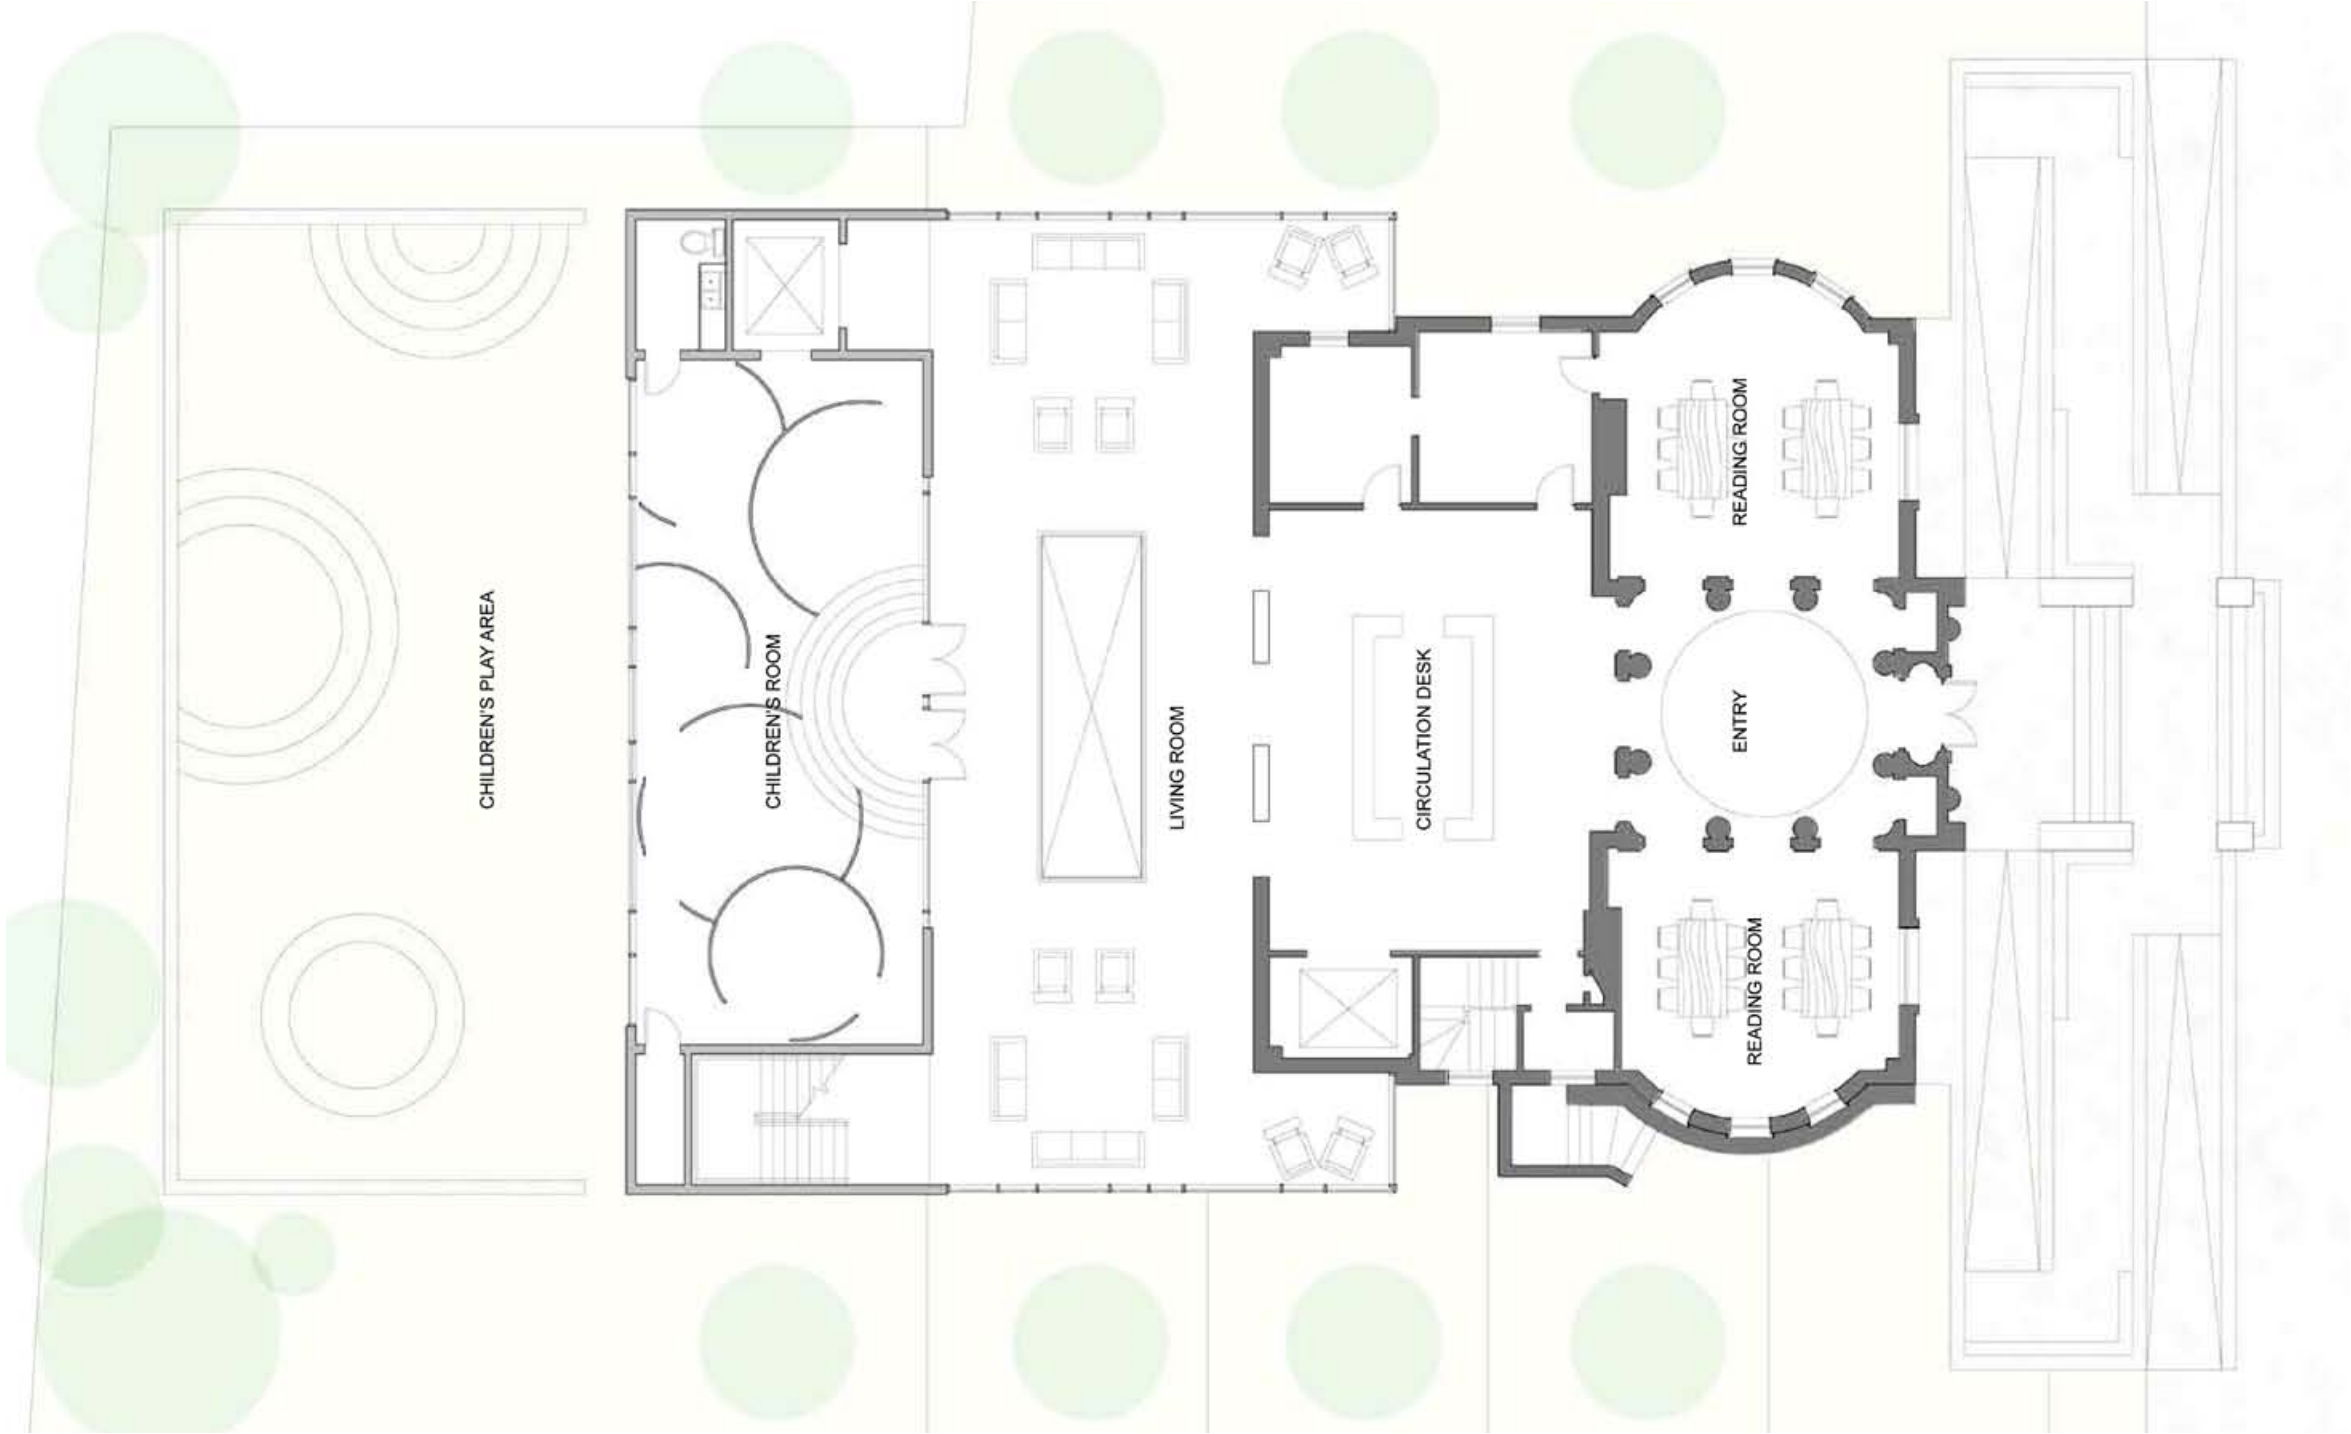 CHILDREN'S PLAY AREA
CHILDREN'S ROOM
LIVING ROOM
CIRCULATION DESK
READING ROOM
ENTRY
READING ROOM